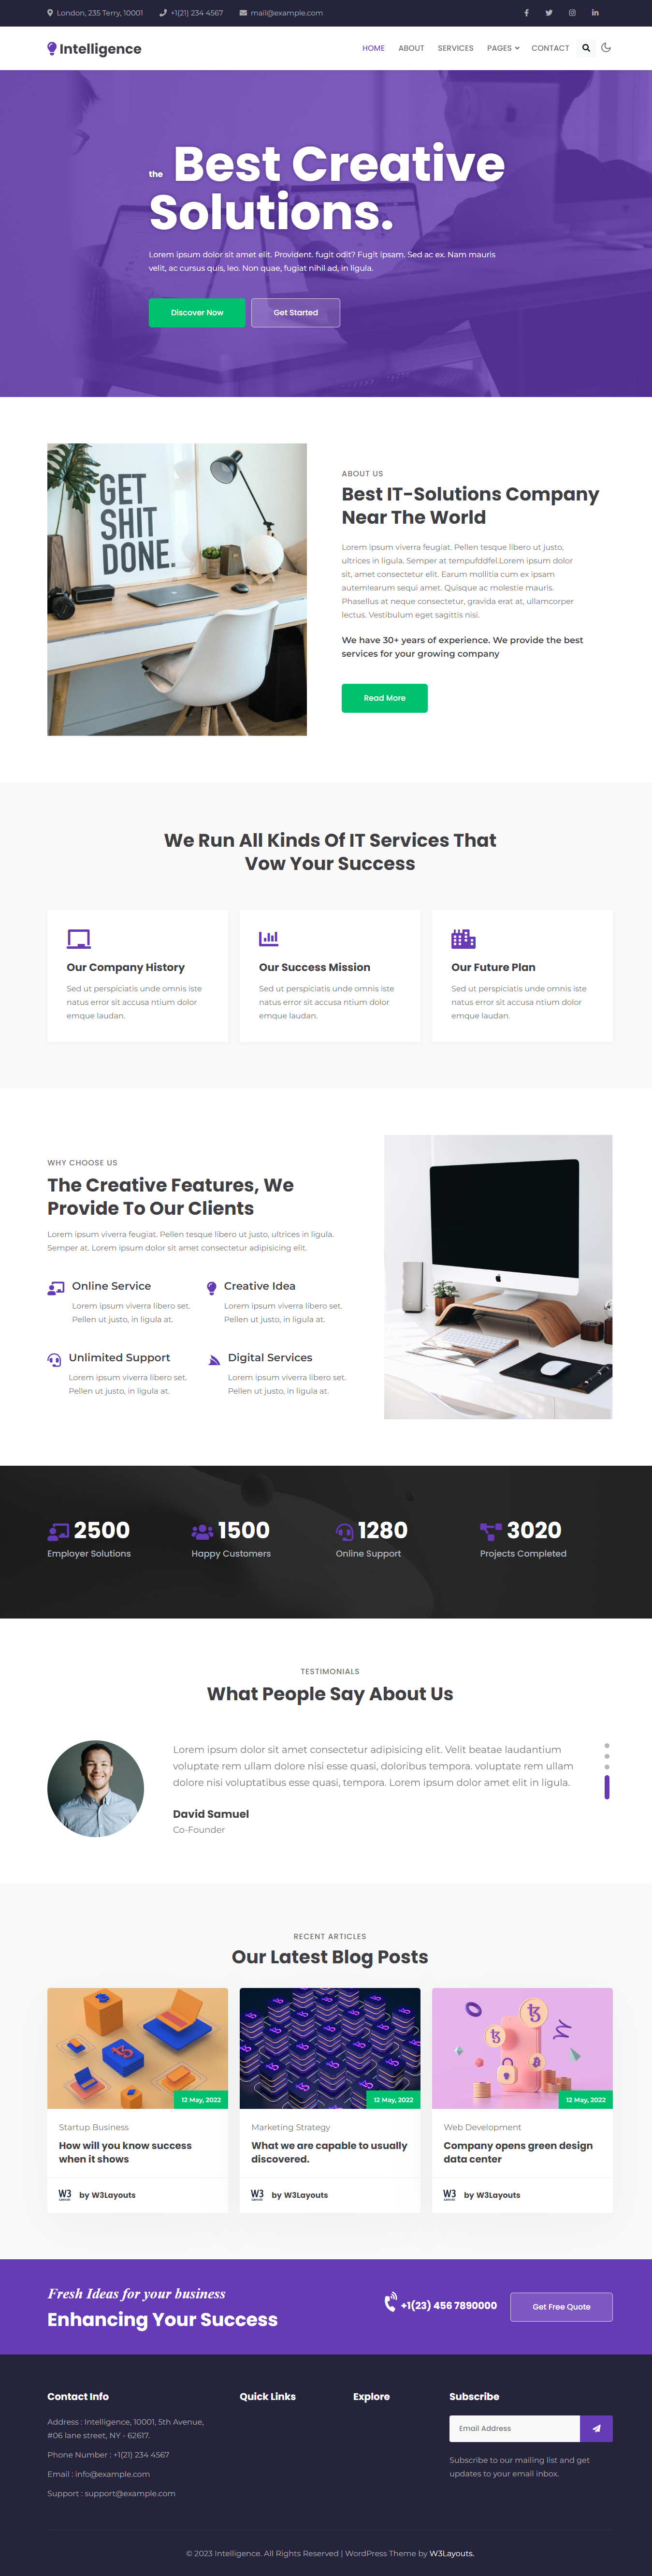 London, 235 Terry, 10001 +1(21) 234 4567 mail@example.com
Intelligence HOME ABOUT SERVICES PAGES CONTACT
the Best Creative
Solutions.
Lorem ipsum dolor sit amet elit. Provident. fugit odit? Fugit ipsam. Sed ac ex. Nam mauris
velit, ac cursus quis, leo. Non quae, fugiat nihil ad, in ligula.
Discover Now Get Started
GET
SHIT
DONE.
ABOUT US
Best IT-Solutions Company
Near The World
Lorem ipsum viverra feugiat. Pellen tesque libero ut justo,
ultrices in ligula. Semper at tempufddfel.Lorem ipsum dolor
sit, amet consectetur elit. Earum mollitia cum ex ipsam
autem!earum sequi amet. Quisque ac molestie mauris.
Phasellus at neque consectetur, gravida erat at, ullamcorper
lectus. Vestibulum eget sagittis nisi.
We have 30+ years of experience. We provide the best
services for your growing company
Read More
We Run All Kinds Of IT Services That
Vow Your Success
Our Company History
Sed ut perspiciatis unde omnis iste
natus error sit accusa ntium dolor
emque laudan.
Our Success Mission
Sed ut perspiciatis unde omnis iste
natus error sit accusa ntium dolor
emque laudan.
Our Future Plan
Sed ut perspiciatis unde omnis iste
natus error sit accusa ntium dolor
emque laudan.
WHY CHOOSE US
The Creative Features, We
Provide To Our Clients
Lorem ipsum viverra feugiat. Pellen tesque libero ut justo, ultrices in ligula.
Semper at. Lorem ipsum dolor sit amet consectetur adipisicing elit.
Online Service
Lorem ipsum viverra libero set.
Pellen ut justo, in ligula at.
Creative Idea
Lorem ipsum viverra libero set.
Pellen ut justo, in ligula at.
Unlimited Support
Lorem ipsum viverra libero set.
Pellen ut justo, in ligula at.
Digital Services
Lorem ipsum viverra libero set.
Pellen ut justo, in ligula at.
2500
Employer Solutions
1500
Happy Customers
1280
Online Support
3020
Projects Completed
TESTIMONIALS
What People Say About Us
Lorem ipsum dolor sit amet consectetur adipisicing elit. Velit beatae laudantium
voluptate rem ullam dolore nisi esse quasi, doloribus tempora. voluptate rem ullam
dolore nisi voluptatibus esse quasi, tempora. Lorem ipsum dolor amet elit in ligula.
David Samuel
Co-Founder
RECENT ARTICLES
Our Latest Blog Posts
12 May, 2022
Startup Business
How will you know success
when it shows
W3 by W3Layouts
12 May, 2022
Marketing Strategy
What we are capable to usually
discovered.
W3 by W3Layouts
12 May, 2022
Web Development
Company opens green design
data center
W3 by W3Layouts
Fresh Ideas for your business
Enhancing Your Success
+1(23) 456 7890000
Get Free Quote
Contact Info
Address : Intelligence, 10001, 5th Avenue,
#06 lane street, NY - 62617.
Phone Number : +1(21) 234 4567
Email : info@example.com
Support : support@example.com
Quick Links
Explore
Subscribe
Email Address
Subscribe to our mailing list and get
updates to your email inbox.
© 2023 Intelligence. All Rights Reserved | WordPress Theme by W3Layouts.